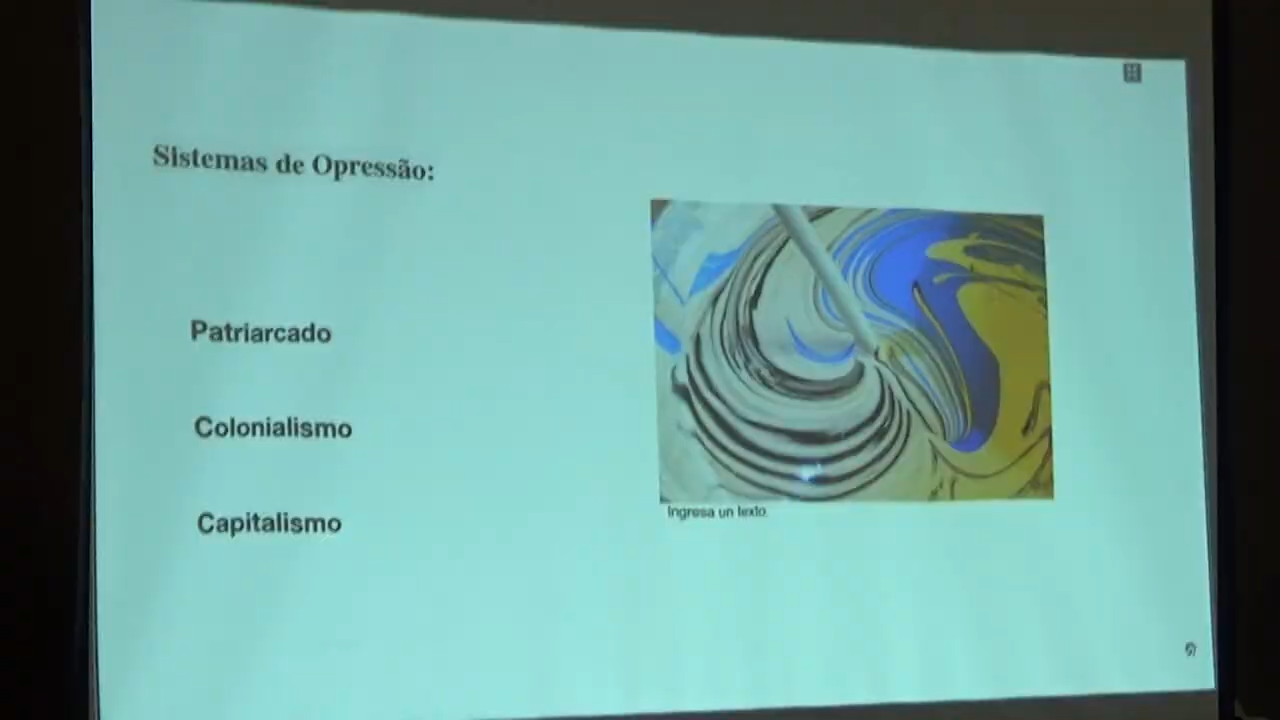 Sistemas de Opressão:
Patriarcado
Colonialismo
Capitalismo
Ingresa un texto